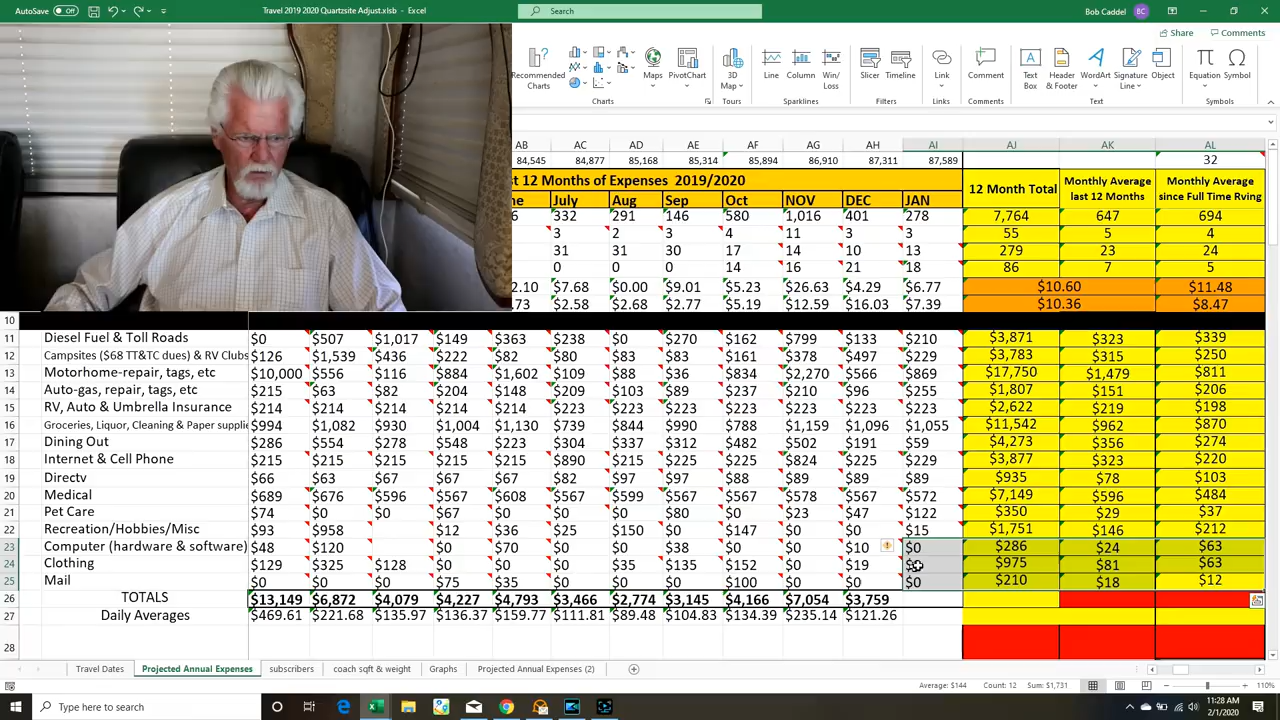 AutoSave Off Travel 2019 2020 Quartzsite Adjust.xlsb - Excel Search Bob Caddel BC
Share Comments
Recommended Charts Maps PivotChart 3D Map Line Column Win/Loss Slicer Timeline Link Comment Text Box Header & Footer WordArt Signature Line Object Equation Symbol
Charts Tours Sparklines Filters Links Comments Text Symbols
AB AC AD AE AF AG AH AI AJ AK AL
84,545 84,877 85,168 85,314 85,894 86,910 87,311 87,589 32
12 Months of Expenses 2019/2020 12 Month Total Monthly Average last 12 Months Monthly Average since Full Time Rving
July Aug Sep Oct NOV DEC JAN
332 291 146 580 1,016 401 278 7,764 647 694
3 2 3 4 11 3 3 55 5 4
31 31 30 17 14 10 13 279 23 24
0 0 0 14 16 21 18 86 7 5
2.10 $7.68 $0.00 $9.01 $5.23 $26.63 $4.29 $6.77 $10.60 $11.48
.73 $2.58 $2.68 $2.77 $5.19 $12.59 $16.03 $7.39 $10.36 $8.47
10
11 Diesel Fuel & Toll Roads $0 $507 $1,017 $149 $363 $238 $0 $270 $162 $799 $133 $210 $3,871 $323 $339
12 Campsites ($68 TT&TC dues) & RV Clubs $126 $1,539 $436 $222 $82 $80 $83 $83 $161 $378 $497 $229 $3,783 $315 $250
13 Motorhome-repair, tags, etc $10,000 $556 $116 $884 $1,602 $109 $88 $36 $834 $2,270 $566 $869 $17,750 $1,479 $811
14 Auto-gas, repair, tags, etc $215 $63 $82 $204 $148 $209 $103 $89 $237 $210 $96 $255 $1,807 $151 $206
15 RV, Auto & Umbrella Insurance $214 $214 $214 $214 $214 $223 $223 $223 $223 $223 $223 $223 $2,622 $219 $198
16 Groceries, Liquor, Cleaning & Paper supplie $994 $1,082 $930 $1,004 $1,130 $739 $844 $990 $788 $1,159 $1,096 $1,055 $11,542 $962 $870
17 Dining Out $286 $554 $278 $548 $223 $304 $337 $312 $482 $502 $191 $59 $4,273 $356 $274
18 Internet & Cell Phone $215 $215 $215 $215 $215 $890 $215 $225 $225 $824 $225 $229 $3,877 $323 $220
19 Directv $66 $63 $67 $67 $67 $82 $97 $97 $88 $89 $89 $89 $935 $78 $103
20 Medical $689 $676 $596 $567 $608 $567 $599 $567 $567 $578 $567 $572 $7,149 $596 $484
21 Pet Care $74 $0 $0 $67 $0 $0 $0 $80 $0 $23 $47 $122 $350 $29 $37
22 Recreation/Hobbies/Misc $93 $958 $12 $36 $25 $150 $0 $147 $0 $0 $15 $1,751 $146 $212
23 Computer (hardware & software) $48 $120 $0 $70 $0 $0 $38 $0 $0 $10 $0 $286 $24 $63
24 Clothing $129 $325 $128 $0 $0 $0 $35 $135 $152 $0 $19 $975 $81 $63
25 Mail $0 $0 $0 $75 $35 $0 $0 $0 $100 $0 $0 $0 $210 $18 $12
26 TOTALS $13,149 $6,872 $4,079 $4,227 $4,793 $3,466 $2,774 $3,145 $4,166 $7,054 $3,759
27 Daily Averages $469.61 $221.68 $135.97 $136.37 $159.77 $111.81 $89.48 $104.83 $134.39 $235.14 $121.26
28
Travel Dates Projected Annual Expenses subscribers coach sqft & weight Graphs Projected Annual Expenses (2)
Average: $144 Count: 12 Sum: $1,731 110%
Type here to search 11:28 AM
2/1/2020